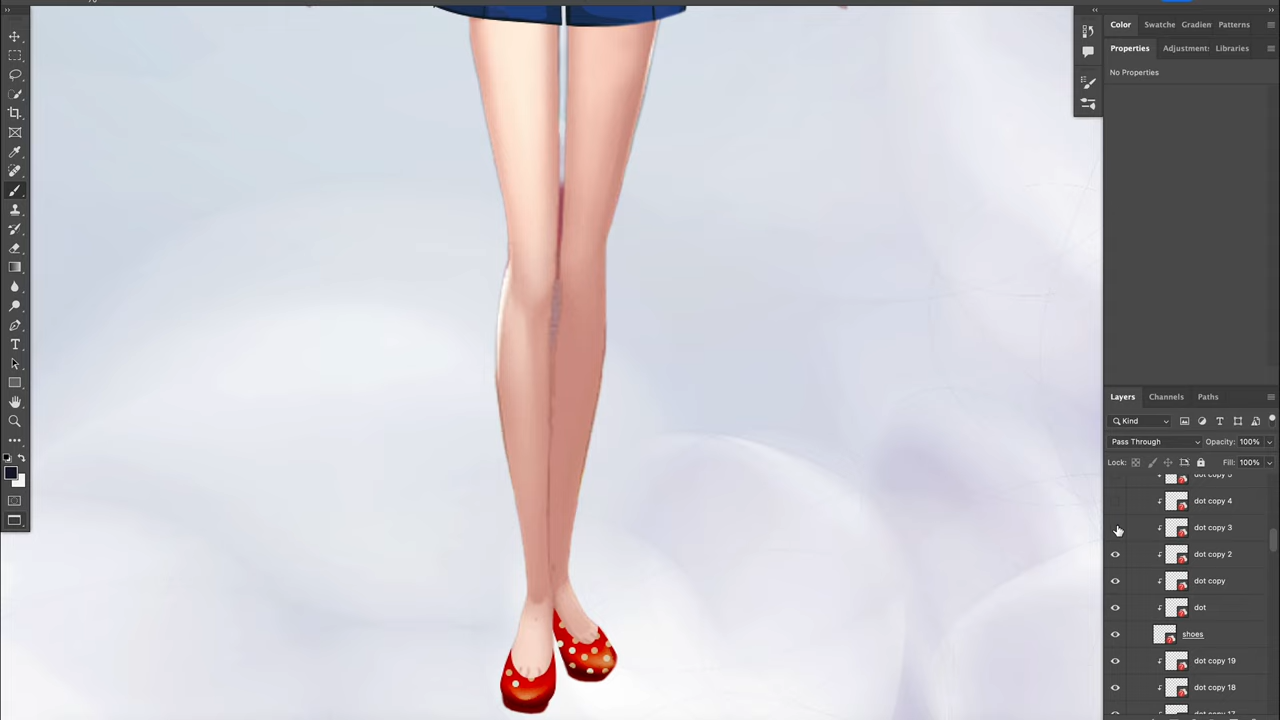 Color Swatche Gradien Patterns
Properties Adjustment: Libraries
No Properties
Layers Channels Paths
Kind
Pass Through Opacity: 100%
Lock: Fill: 100%
dot copy 4
dot copy 3
dot copy 2
dot copy
dot
shoes
dot copy 19
dot copy 18